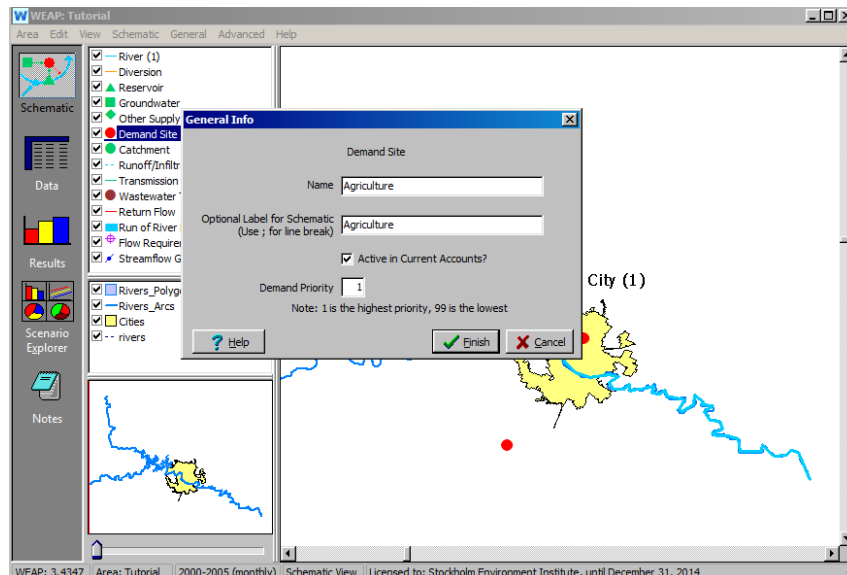 WEAP: Tutorial
Area Edit View Schematic General Advanced Help
Schematic
Data
Results
Scenario
Explorer
Notes
River (1)
Diversion
Reservoir
Groundwater
Other Supply
Demand Site
Catchment
Runoff/Infiltr
Transmission
Wastewater T
Return Flow
Run of River
Flow Requirer
Streamflow G
Rivers_Polyg
Rivers_Arcs
Cities
rivers
General Info
Demand Site
Name Agriculture
Optional Label for Schematic
(Use ; for line break) Agriculture
Active in Current Accounts?
Demand Priority 1
Note: 1 is the highest priority, 99 is the lowest
? Help Finish Cancel
City (1)
WEAP: 3.4347 Area: Tutorial 2000-2005 (monthly) Schematic View Licensed to: Stockholm Environment Institute, until December 31, 2014